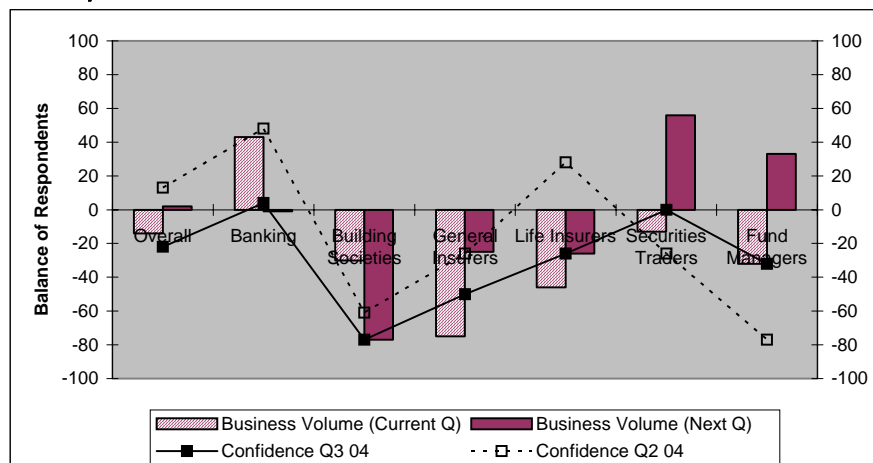 100 100
80 80
60 60
40 40
20 20
0 0
-20 -20
-40 -40
-60 -60
-80 -80
-100 -100
Balance of Respondents
Overall Banking Building Societies General Insurers Life Insurers Securities Traders Fund Managers
Business Volume (Current Q) Business Volume (Next Q)
Confidence Q3 04 Confidence Q2 04